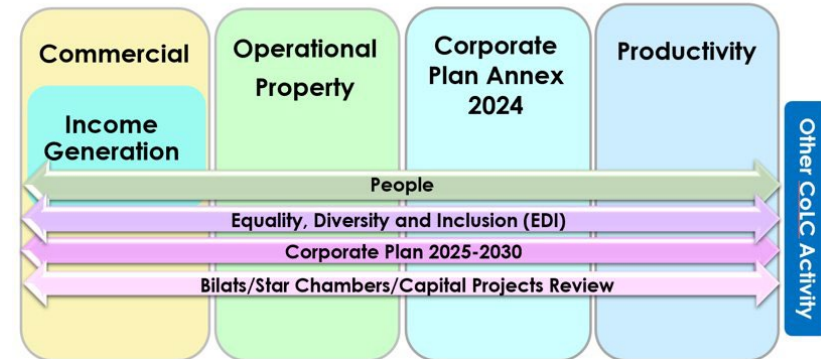 Commercial
Income
Generation
Operational
Property
Corporate
Plan Annex
2024
Productivity
People
Equality, Diversity and Inclusion (EDI)
Corporate Plan 2025-2030
Bilats/Star Chambers/Capital Projects Review
Other CoLC Activity